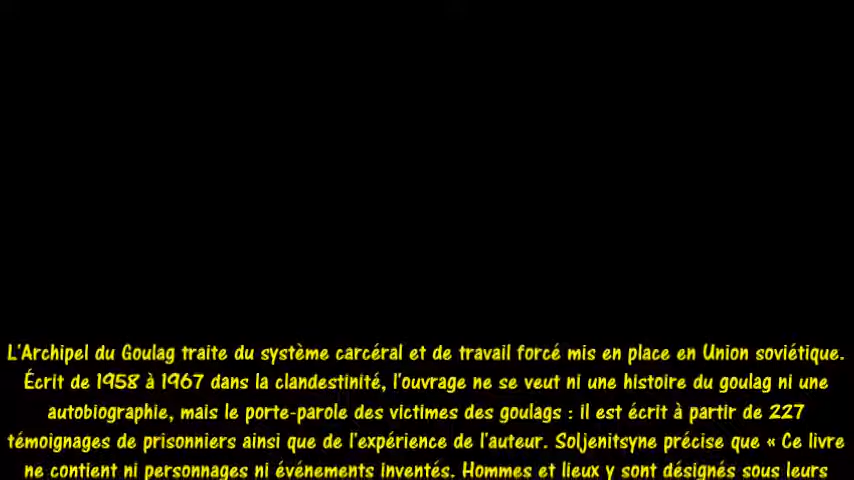 L'Archipel du Goulag traite du système carcéral et de travail forcé mis en place en Union soviétique.
Écrit de 1958 à 1967 dans la clandestinité, l'ouvrage ne se veut ni une histoire du goulag ni une
autobiographie, mais le porte-parole des victimes des goulags : il est écrit à partir de 227
témoignages de prisonniers ainsi que de l'expérience de l'auteur. Soljenitsyne précise que « Ce livre
ne contient ni personnages ni événements inventés. Hommes et lieux y sont désignés sous leurs